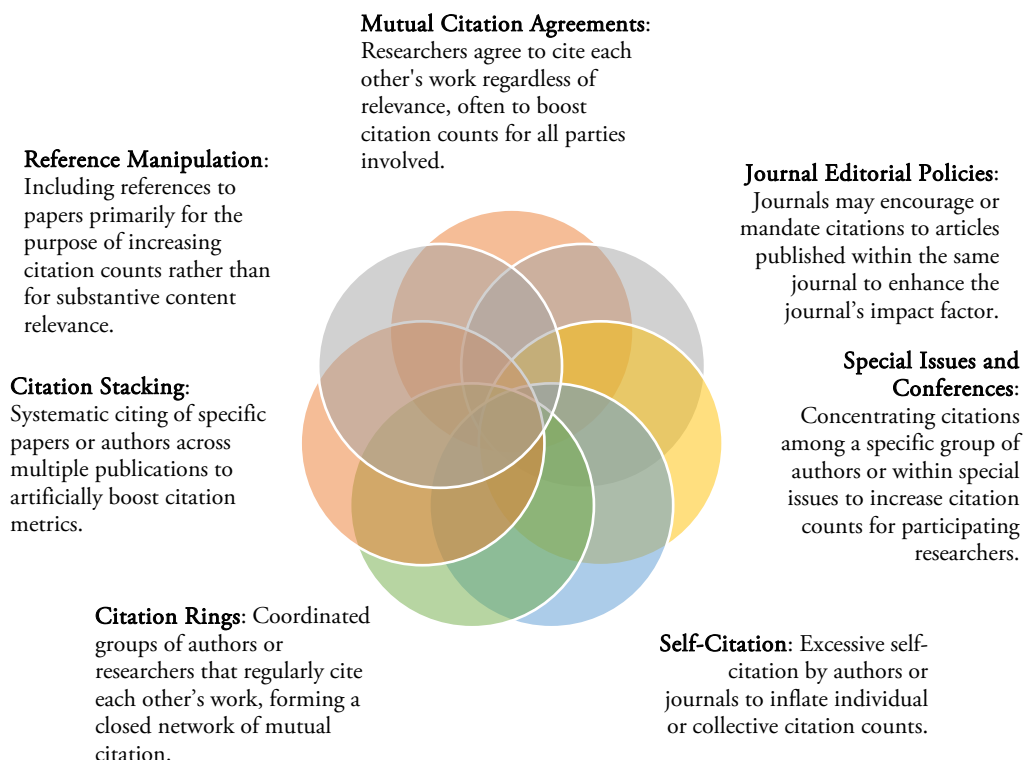 Mutual Citation Agreements:
Researchers agree to cite each
other's work regardless of
relevance, often to boost
citation counts for all parties
involved.
Reference Manipulation:
Including references to
papers primarily for the
purpose of increasing
citation counts rather than
for substantive content
relevance.
Journal Editorial Policies:
Journals may encourage or
mandate citations to articles
published within the same
journal to enhance the
journal’s impact factor.
Citation Stacking:
Systematic citing of specific
papers or authors across
multiple publications to
artificially boost citation
metrics.
Special Issues and
Conferences:
Concentrating citations
among a specific group of
authors or within special
issues to increase citation
counts for participating
researchers.
Citation Rings: Coordinated
groups of authors or
researchers that regularly cite
each other’s work, forming a
closed network of mutual
citation.
Self-Citation: Excessive self-
citation by authors or
journals to inflate individual
or collective citation counts.